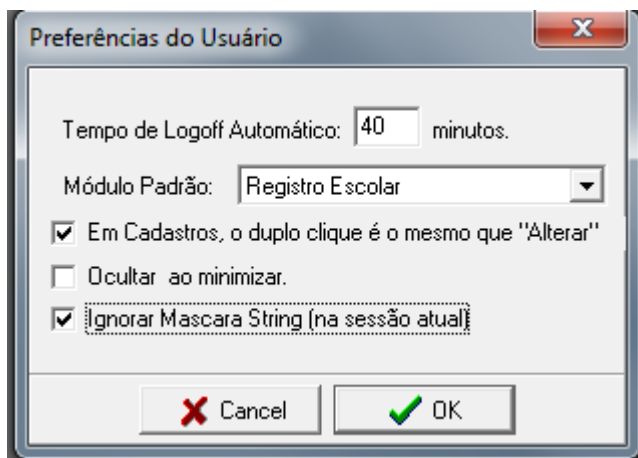 Preferências do Usuário
Tempo de Logoff Automático: 40 minutos.
Módulo Padrão: Registro Escolar
Em Cadastros, o duplo clique é o mesmo que "Alterar"
Ocultar ao minimizar.
Ignorar Mascara String (na sessão atual)
Cancel OK